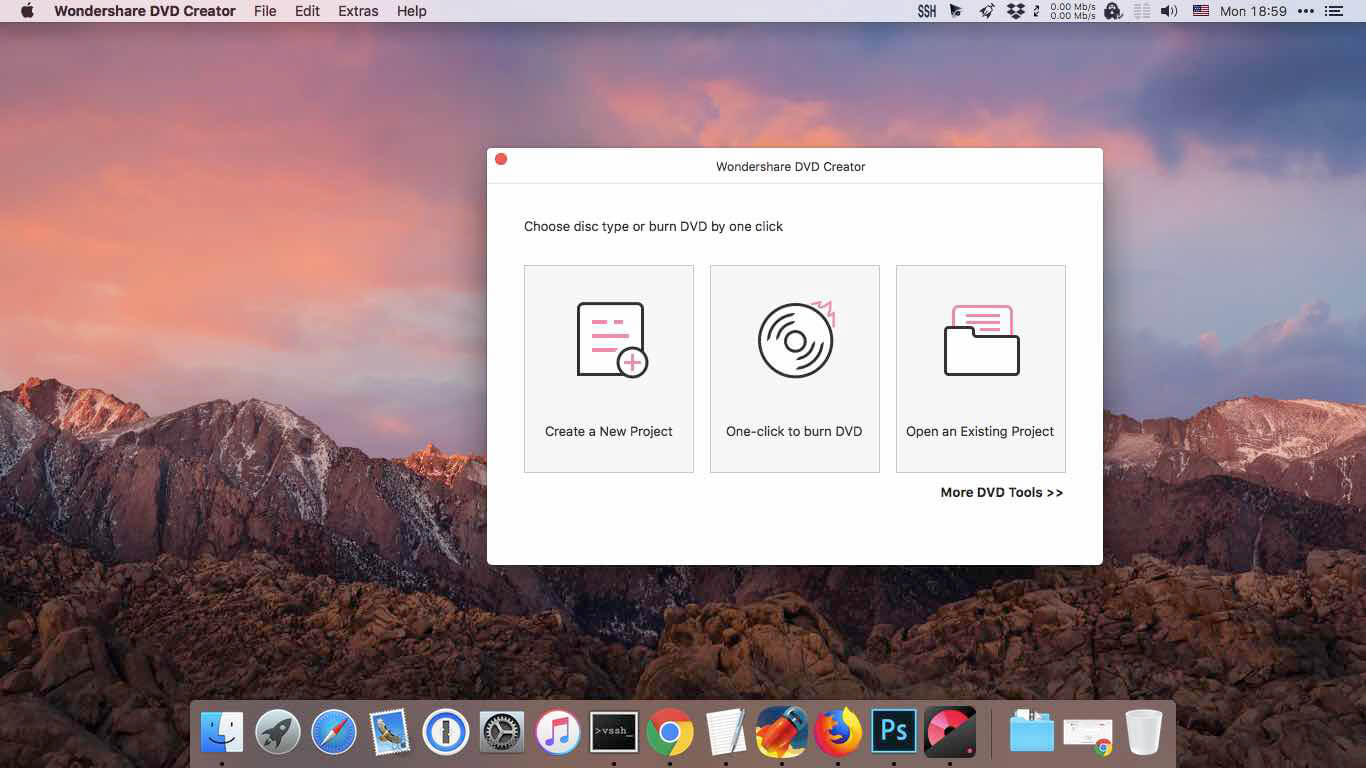 Wondershare DVD Creator File Edit Extras Help SSH 0.00 Mb/s Mon 18:59
0.00 Mb/s
Wondershare DVD Creator
Choose disc type or burn DVD by one click
Create a New Project One-click to burn DVD Open an Existing Project
More DVD Tools >>
>vssh_ Ps